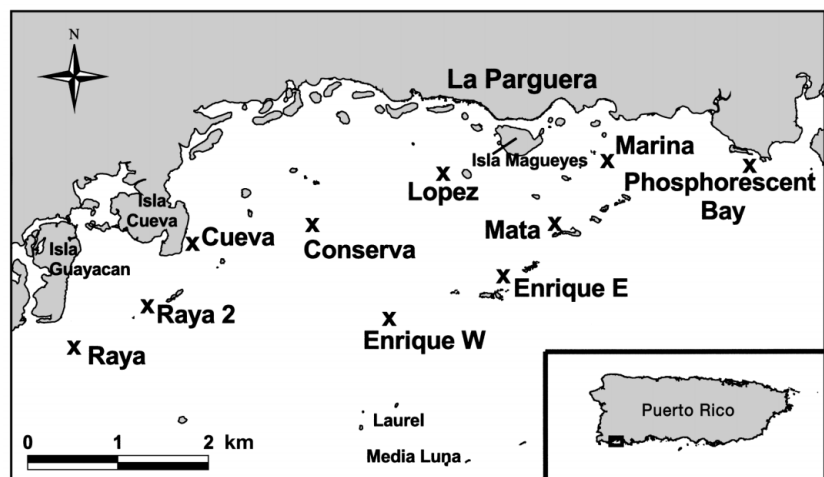 N
La Parguera
Isla Magueyes
x Marina
x
Lopez
x
Phosphorescent
Bay
Isla
Cueva
x Cueva
x
Conserva
Mata x
Isla
Guayacan
x
Enrique E
x Raya 2
x
Enrique W
x Raya
Laurel
Media Luna
0 1 2 km
Puerto Rico